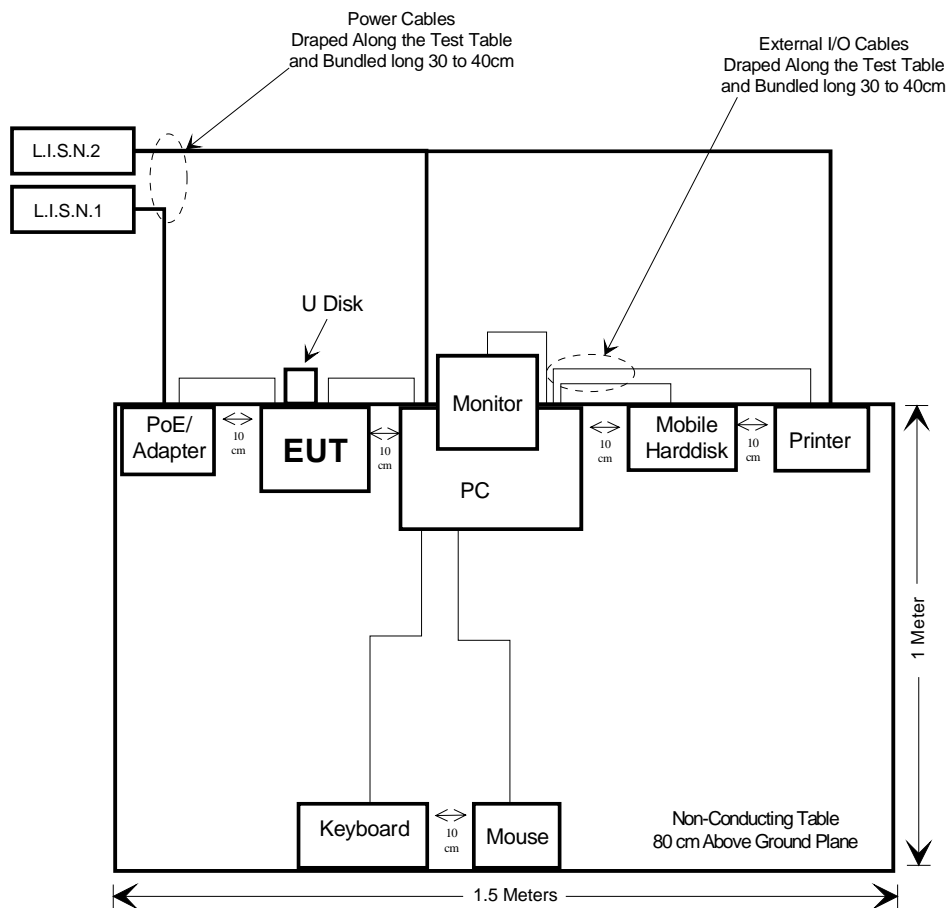 Power Cables
Draped Along the Test Table
and Bundled long 30 to 40cm
External I/O Cables
Draped Along the Test Table
and Bundled long 30 to 40cm
L.I.S.N.2
L.I.S.N.1
U Disk
PoE/
Adapter
10
cm
EUT
10
cm
Monitor
PC
10
cm
Mobile
Harddisk
10
cm
Printer
1 Meter
Keyboard
10
cm
Mouse
Non-Conducting Table
80 cm Above Ground Plane
1.5 Meters